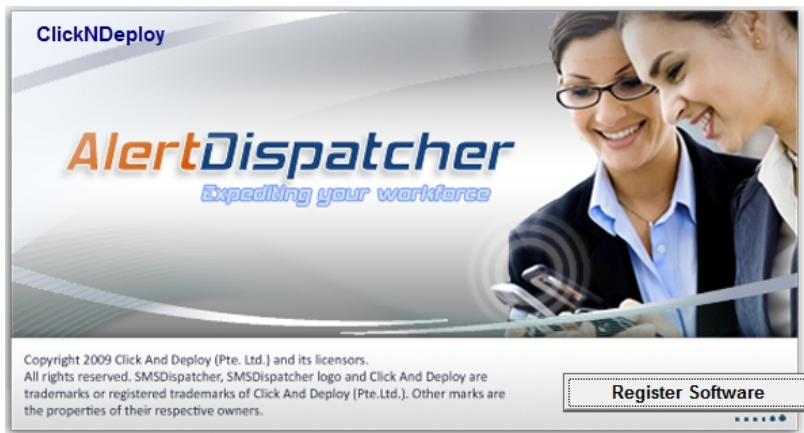 ClickNDeploy
AlertDispatcher
Expediting your workforce
Copyright 2009 Click And Deploy (Pte. Ltd.) and its licensors.
All rights reserved. SMSDispatcher, SMSDispatcher logo and Click And Deploy are
trademarks or registered trademarks of Click And Deploy (Pte.Ltd.). Other marks are
the properties of their respective owners.
Register Software